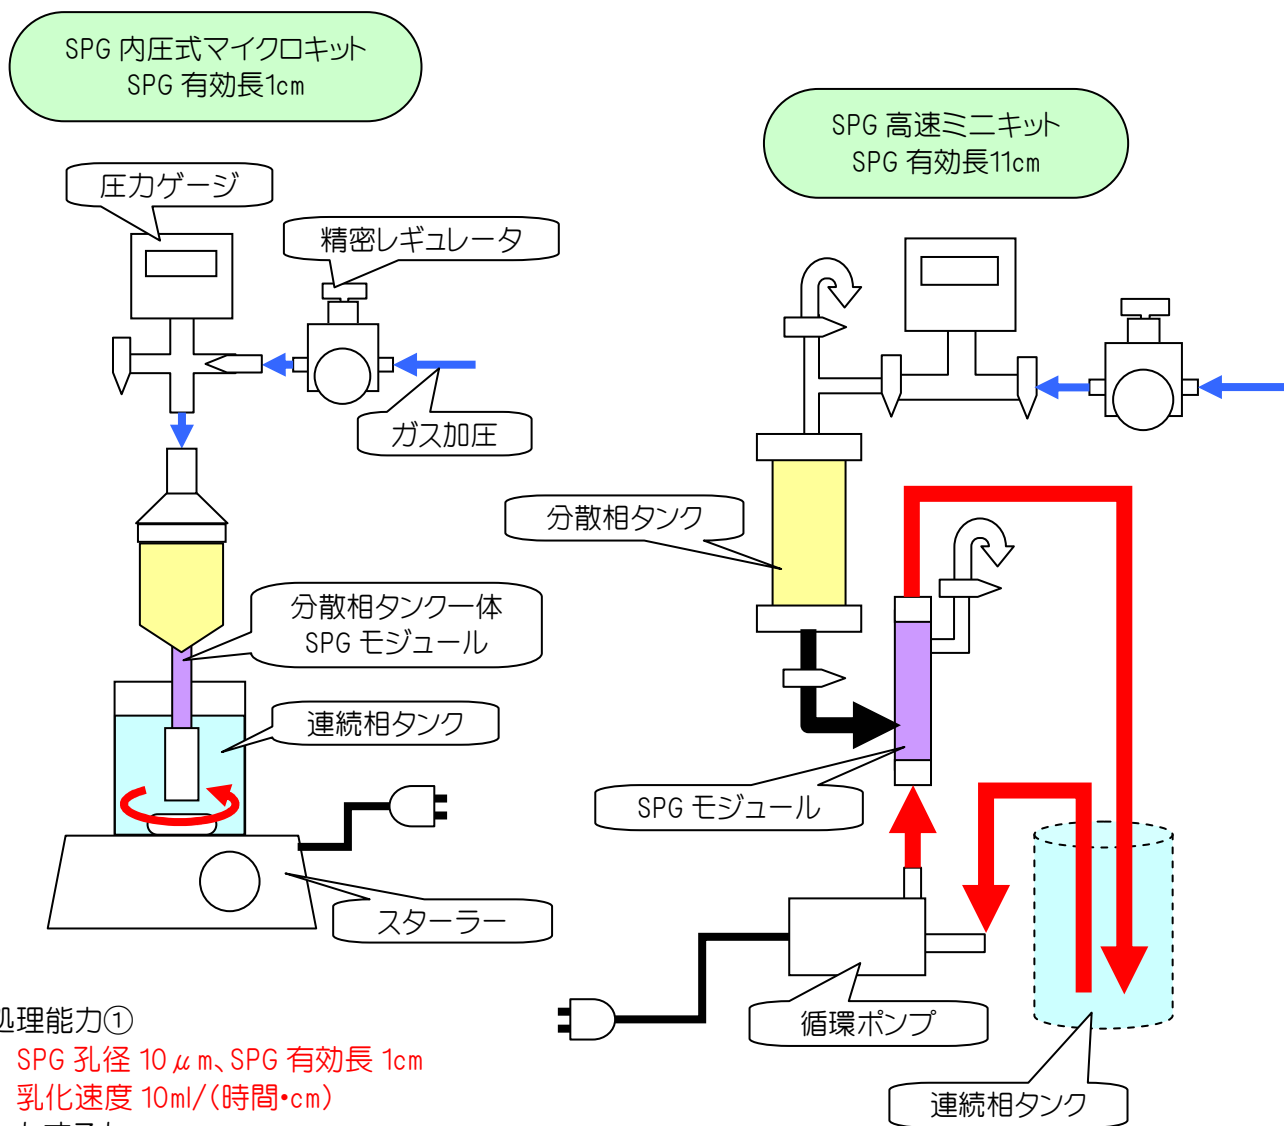 SPG 内圧式マイクロキット
SPG 有効長1cm
SPG 高速ミニキット
SPG 有効長11cm
圧力ゲージ
精密レギュレータ
ガス加圧
分散相タンク
分散相タンク一体
SPG モジュール
連続相タンク
SPG モジュール
スターラー
循環ポンプ
連続相タンク
処理能力①
SPG 孔径 10μm、SPG 有効長 1cm
乳化速度 10ml/(時間•cm)